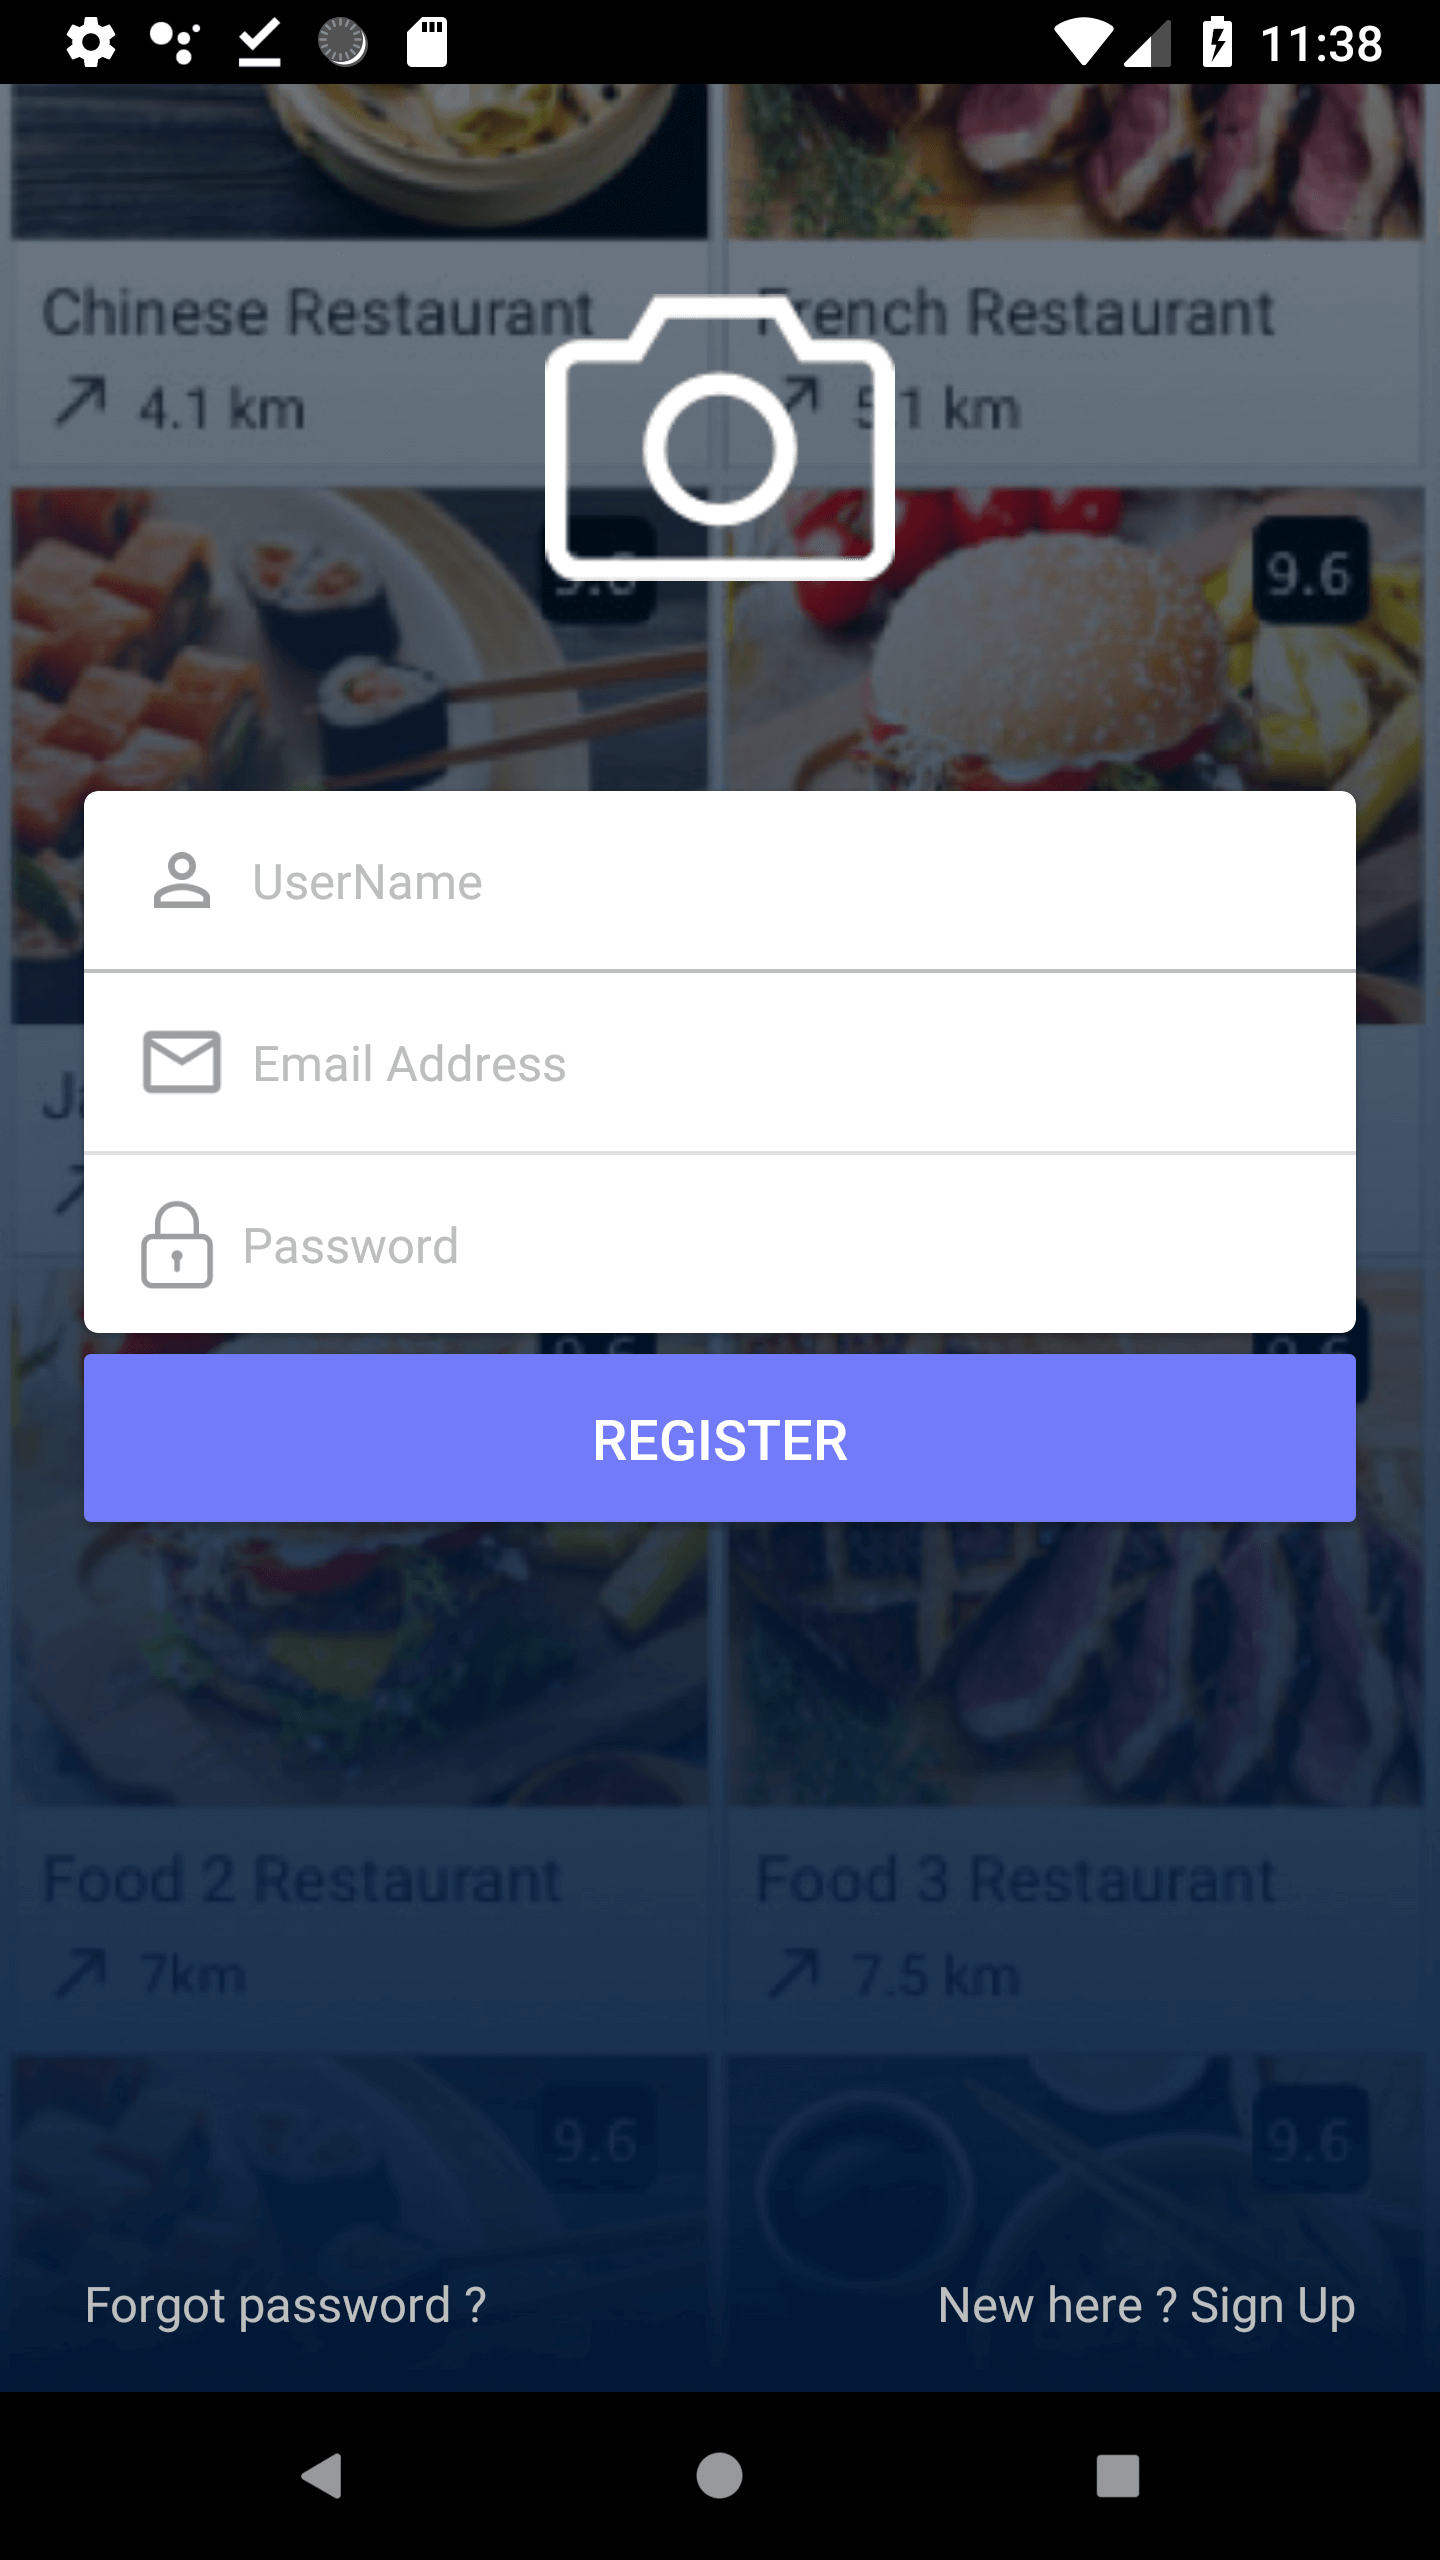 11:38
Chinese Restaurant
French Restaurant
4.1 km
5.1 km
9.6
9.6
UserName
Email Address
Password
REGISTER
Food 2 Restaurant
Food 3 Restaurant
7km
7.5 km
9.6
9.6
Forgot password ?
New here ? Sign Up